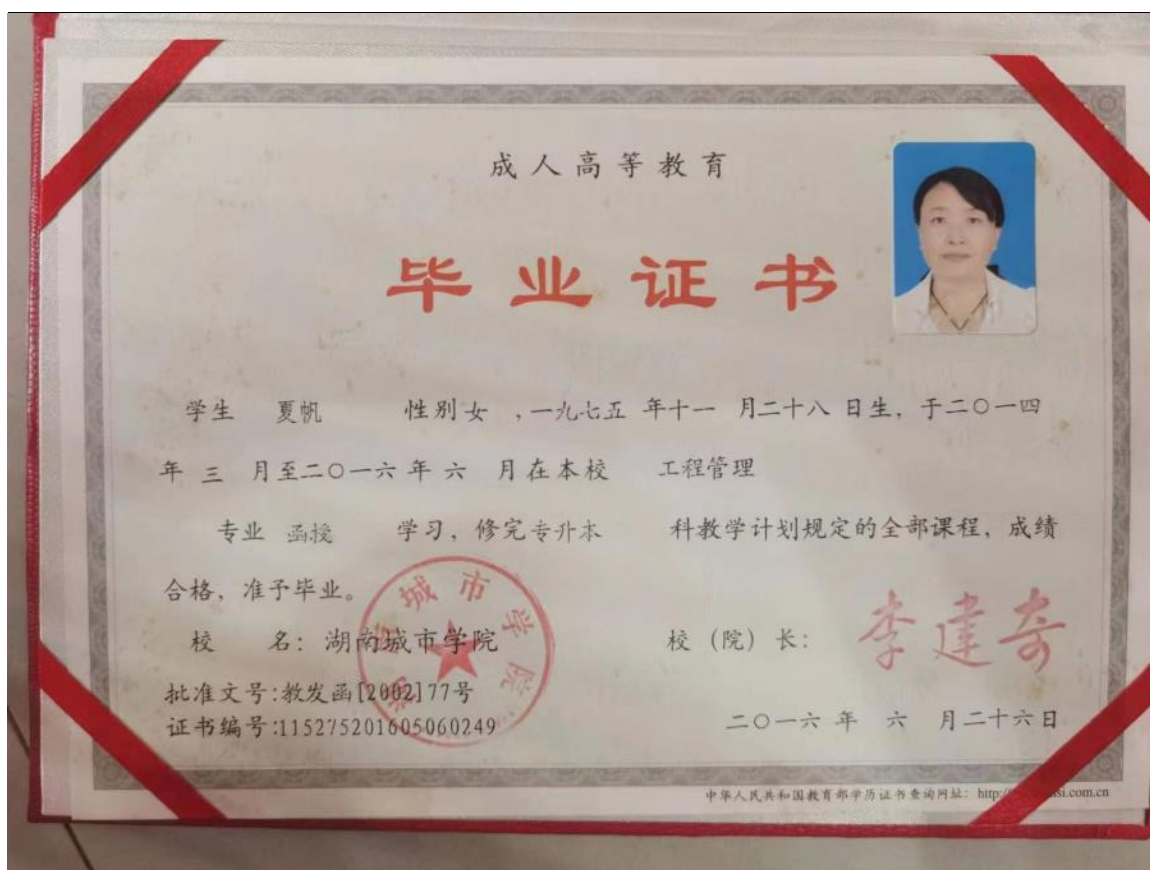 成人高等教育
毕业证书
学生 夏帆 性别女，一九七五年十一月二十八日生，于二〇一四
年三月至二〇一六年六月在本校 工程管理
专业 函授 学习，修完专升本 科教学计划规定的全部课程，成绩
合格，准予毕业。
校 名：湖南城市学院 校（院）长：李建奇
批准文号：教发函[2002]77号
证书编号：115275201605060249
二〇一六年六月二十六日
中华人民共和国教育部学历证书查询网址：http:
si.com.cn
城市学院